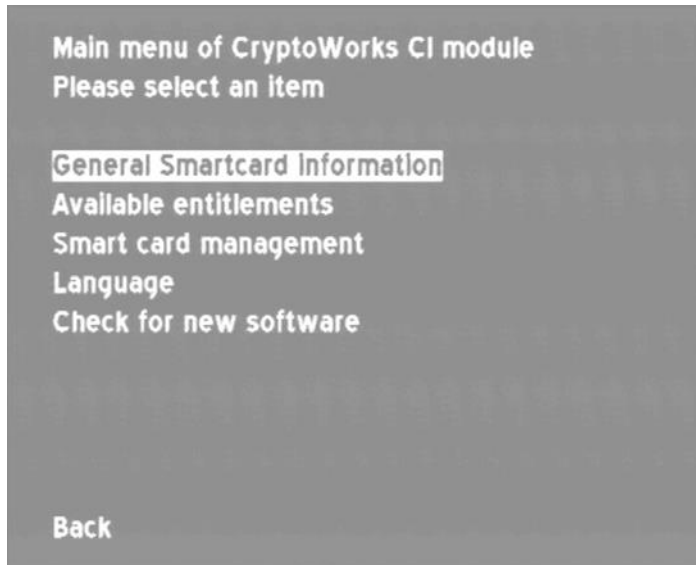 Main menu of CryptoWorks CI module
Please select an item
General Smartcard information
Available entitlements
Smart card management
Language
Check for new software
Back